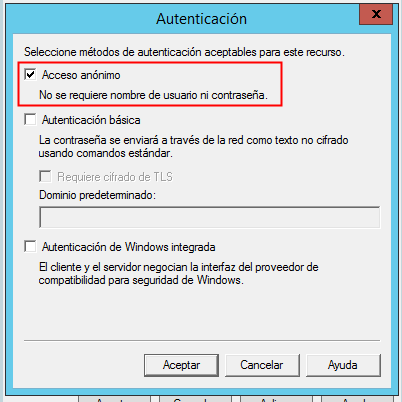 Autenticación
x
Seleccione métodos de autenticación aceptables para este recurso.
Acceso anónimo
No se requiere nombre de usuario ni contraseña.
Autenticación básica
La contraseña se enviará a través de la red como texto no cifrado
usando comandos estándar.
Requiere cifrado de TLS
Dominio predeterminado:
Autenticación de Windows integrada
El cliente y el servidor negocian la interfaz del proveedor de
compatibilidad para seguridad de Windows.
Aceptar
Cancelar
Ayuda